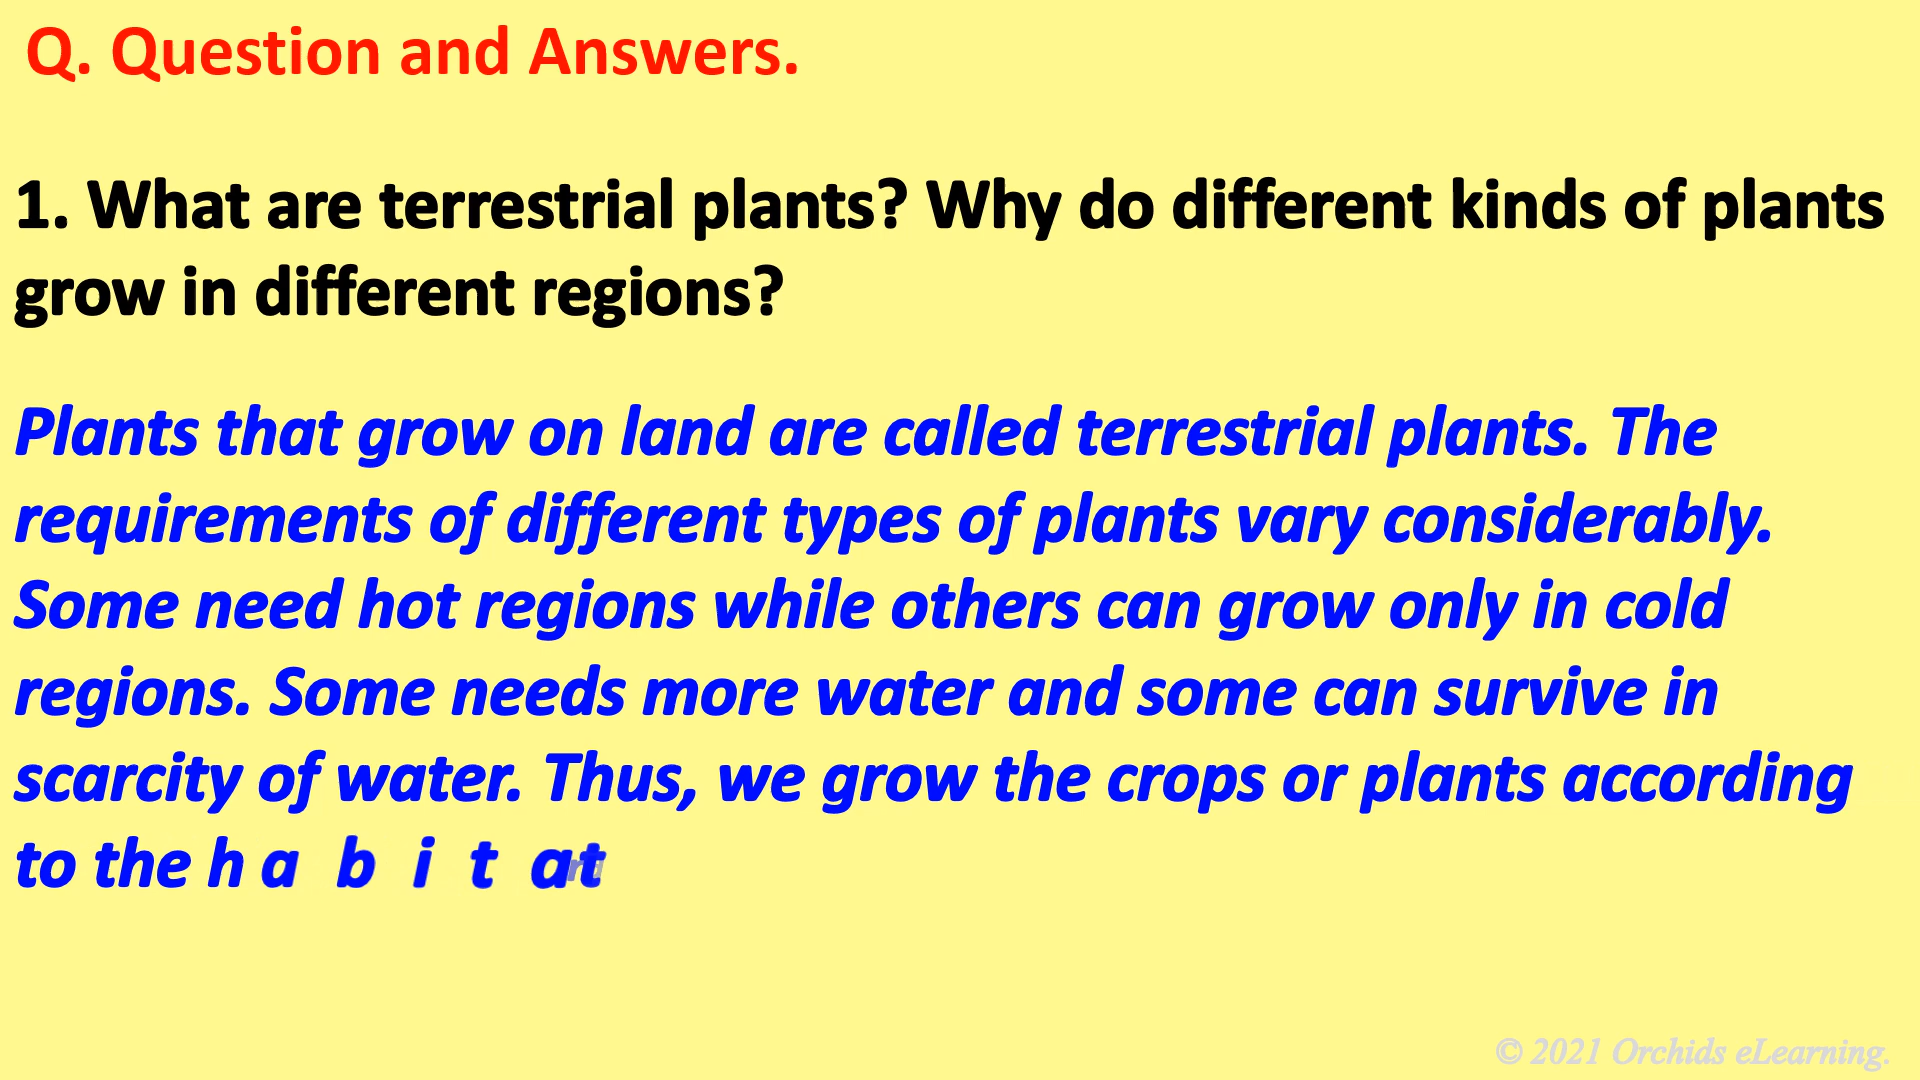 Q. Question and Answers.
1. What are terrestrial plants? Why do different kinds of plants
grow in different regions?
Plants that grow on land are called terrestrial plants. The
requirements of different types of plants vary considerably.
Some need hot regions while others can grow only in cold
regions. Some needs more water and some can survive in
scarcity of water. Thus, we grow the crops or plants according
to the habitat
© 2021 Orchids eLearning.